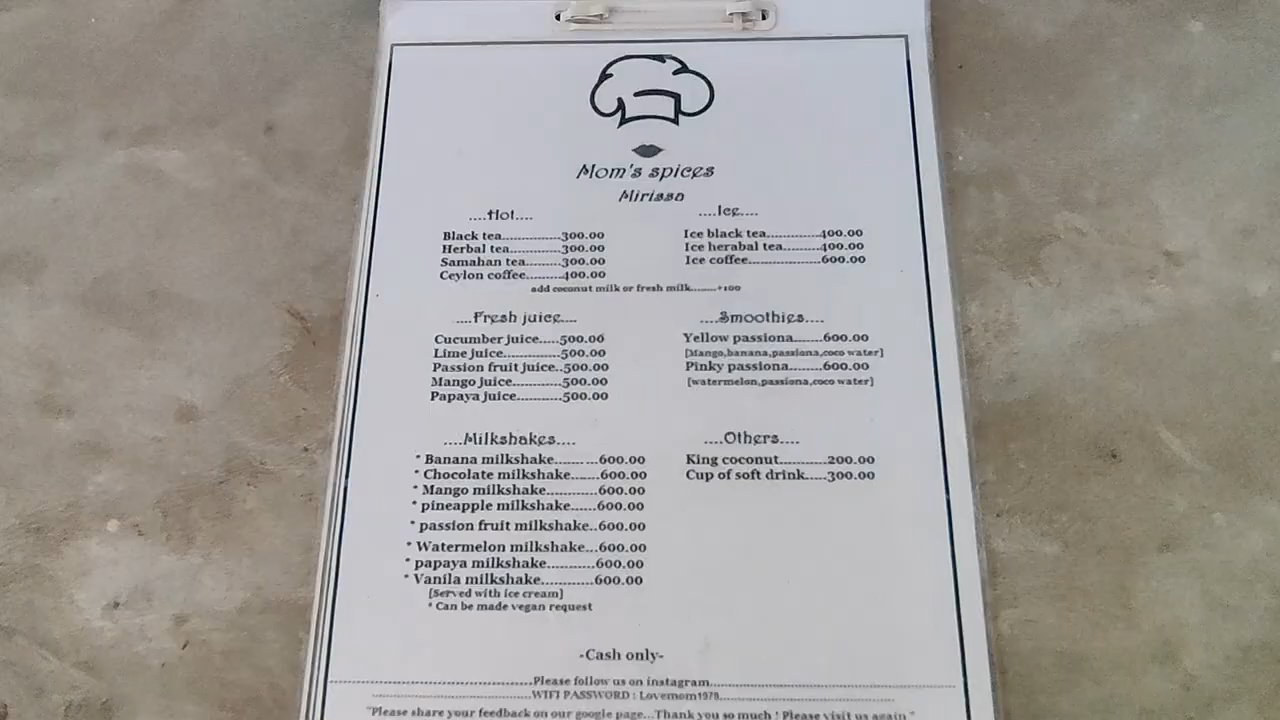 Mom's spices
Mirissa
....Hot....
Black tea..............300.00
Herbal tea.............300.00
Samahan tea.........300.00
Ceylon coffee.........400.00
....Ice....
Ice black tea.............400.00
Ice herabal tea.........400.00
Ice coffee..................600.00
add coconut milk or fresh milk.........+100
....Fresh juice....
Cucumber juice.....500.00
Lime juice..............500.00
Passion fruit juice..500.00
Mango juice............500.00
Papaya juice...........500.00
....Smoothies....
Yellow passiona.......600.00
[Mango,banana,passiona,coco water]
Pinky passiona........600.00
[watermelon,passiona,coco water]
....Milkshakes....
* Banana milkshake....... ...600.00
* Chocolate milkshake.......600.00
* Mango milkshake............600.00
* pineapple milkshake......600.00
* passion fruit milkshake..600.00
* Watermelon milkshake...600.00
* papaya milkshake...........600.00
* Vanila milkshake.............600.00
[Served with ice cream]
* Can be made vegan request
....Others....
King coconut...........200.00
Cup of soft drink.....300.00
-Cash only-
Please follow us on instagram
WIFI PASSWORD : Lovemom1979
"Please share your feedback on our google page...Thank you so much ! Please visit us again "